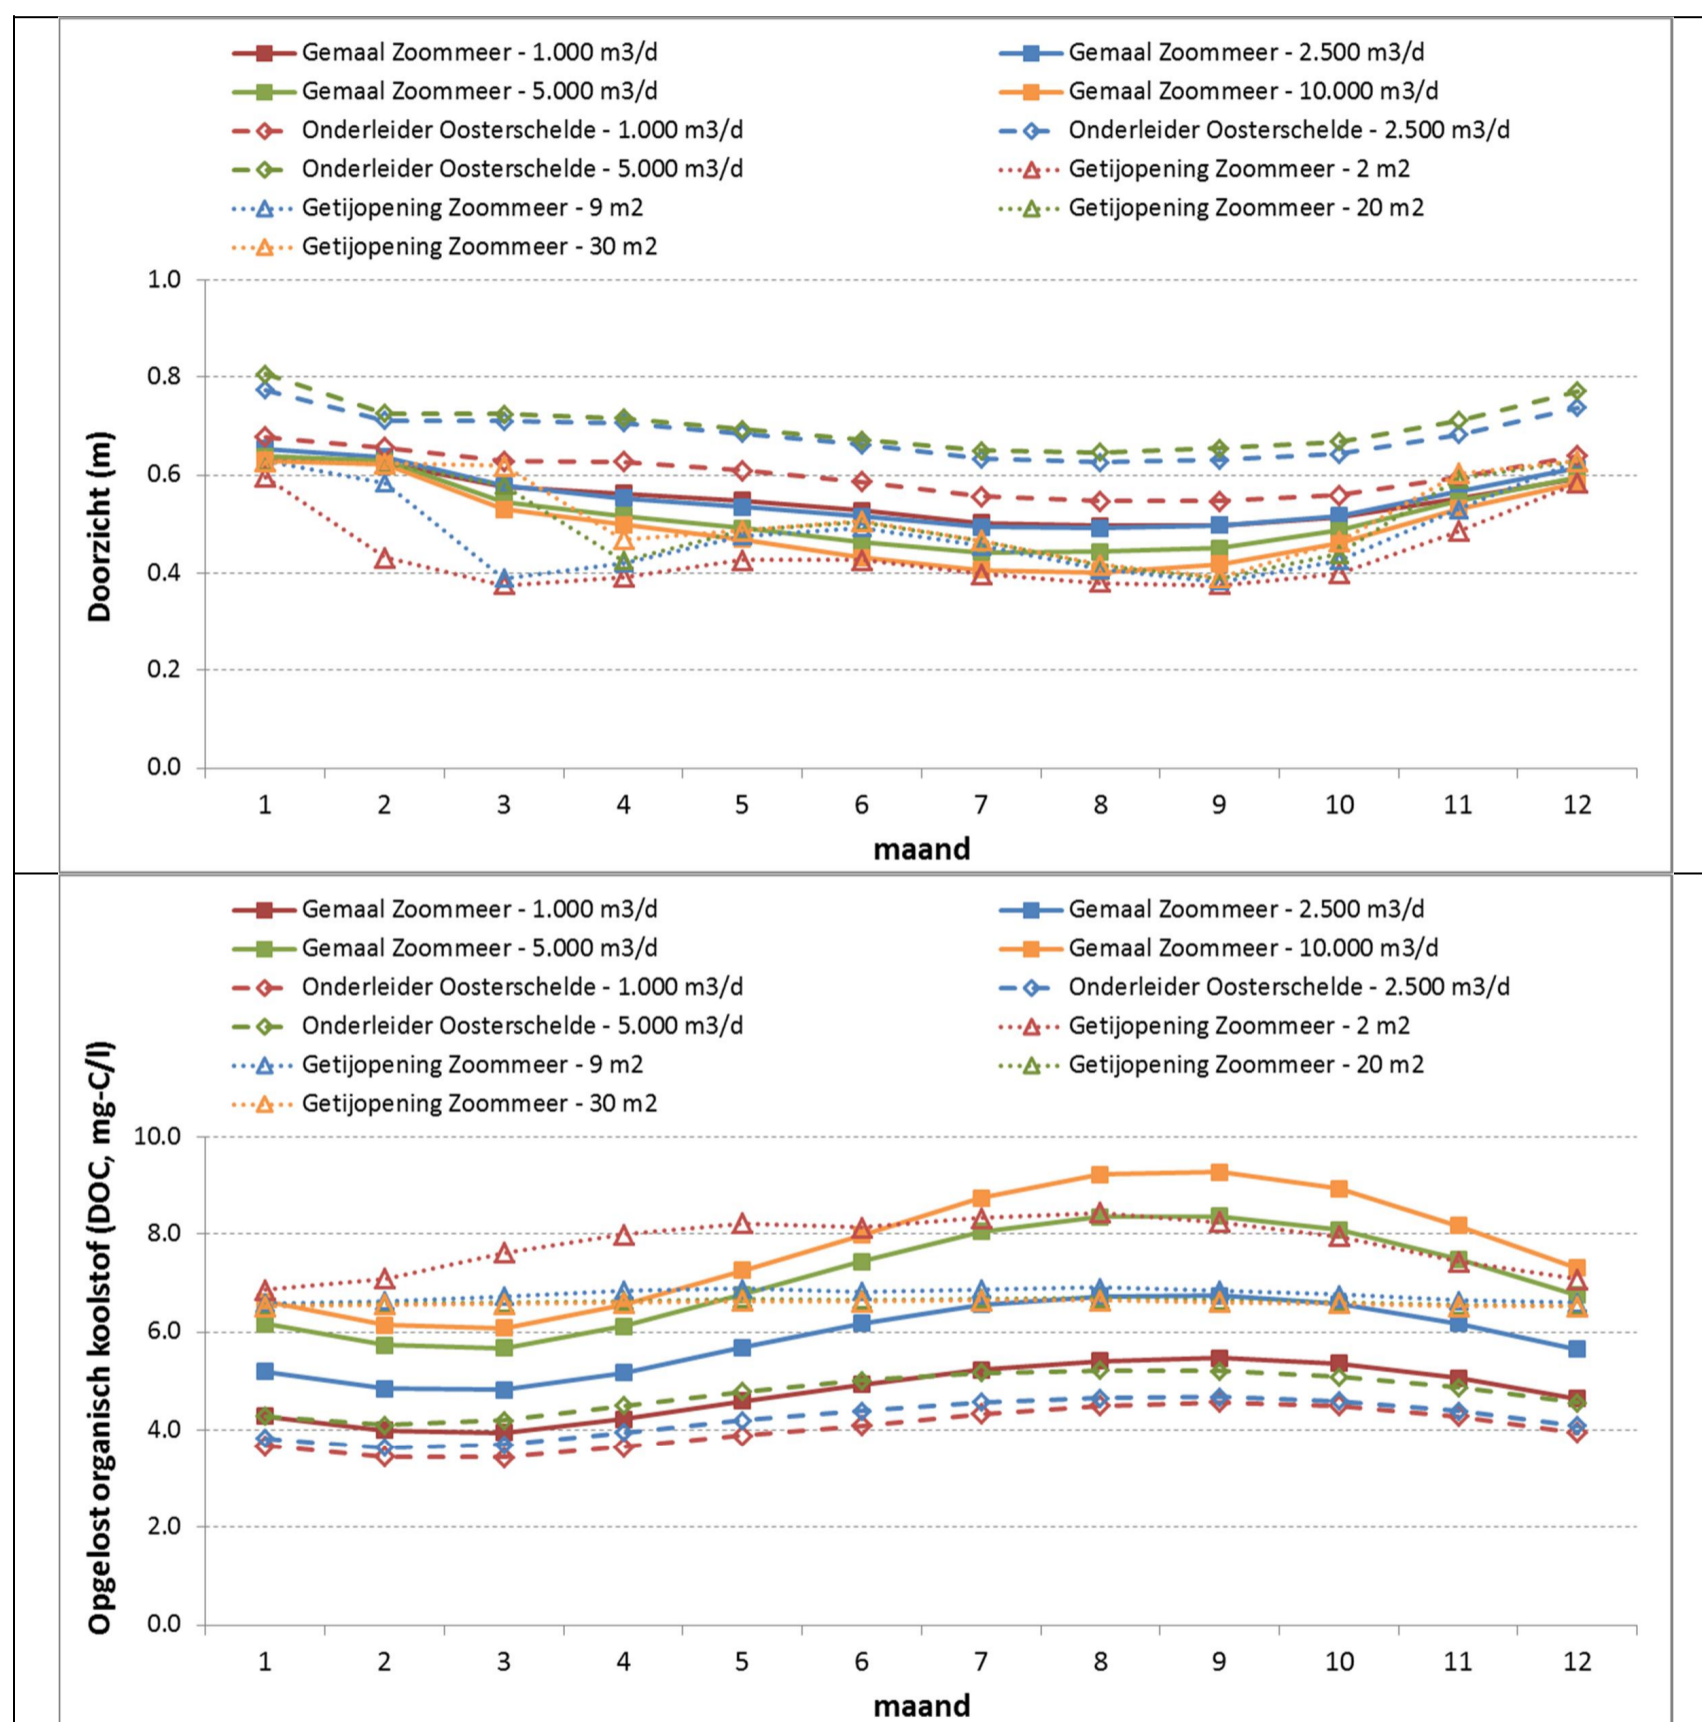 Gemaal Zoommeer - 1.000 m3/d
Gemaal Zoommeer - 2.500 m3/d
Gemaal Zoommeer - 5.000 m3/d
Gemaal Zoommeer - 10.000 m3/d
Onderleider Oosterschelde - 1.000 m3/d
Onderleider Oosterschelde - 2.500 m3/d
Onderleider Oosterschelde - 5.000 m3/d
Getijopening Zoommeer - 2 m2
Getijopening Zoommeer - 9 m2
Getijopening Zoommeer - 20 m2
Getijopening Zoommeer - 30 m2
Doorzicht (m)
1.0
0.8
0.6
0.4
0.2
0.0
1 2 3 4 5 6 7 8 9 10 11 12
maand
Gemaal Zoommeer - 1.000 m3/d
Gemaal Zoommeer - 2.500 m3/d
Gemaal Zoommeer - 5.000 m3/d
Gemaal Zoommeer - 10.000 m3/d
Onderleider Oosterschelde - 1.000 m3/d
Onderleider Oosterschelde - 2.500 m3/d
Onderleider Oosterschelde - 5.000 m3/d
Getijopening Zoommeer - 2 m2
Getijopening Zoommeer - 9 m2
Getijopening Zoommeer - 20 m2
Getijopening Zoommeer - 30 m2
Opgelost organisch koolstof (DOC, mg-C/l)
10.0
8.0
6.0
4.0
2.0
0.0
1 2 3 4 5 6 7 8 9 10 11 12
maand